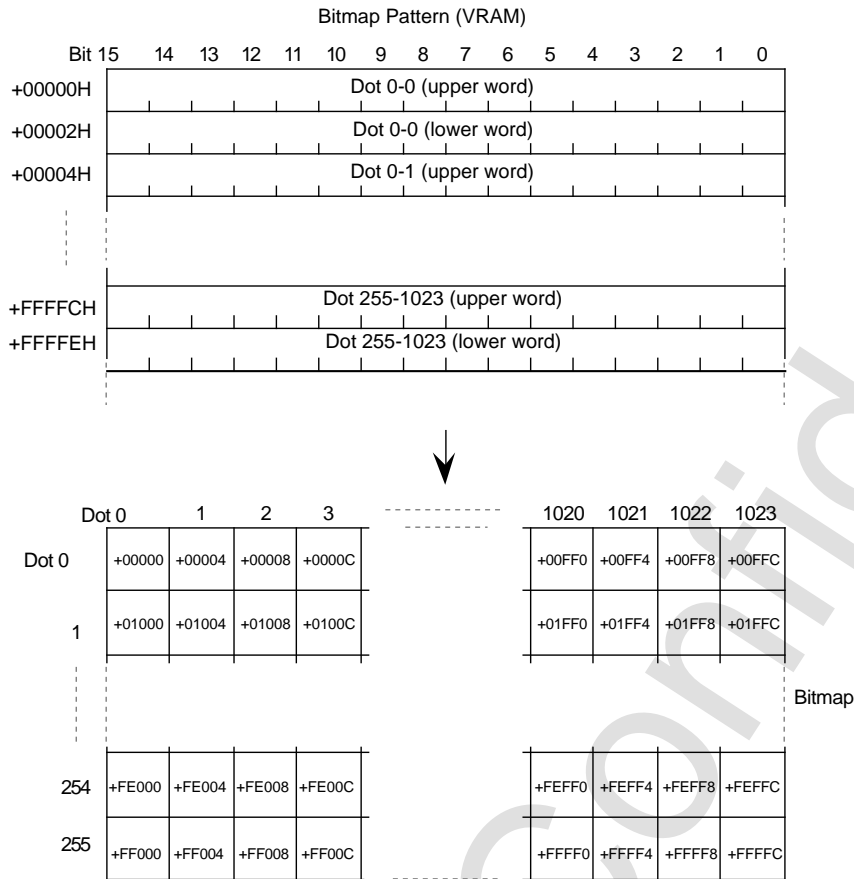 Bitmap Pattern (VRAM)
Bit 15 14 13 12 11 10 9 8 7 6 5 4 3 2 1 0
+00000H Dot 0-0 (upper word)
+00002H Dot 0-0 (lower word)
+00004H Dot 0-1 (upper word)
+FFFFCH Dot 255-1023 (upper word)
+FFFFEH Dot 255-1023 (lower word)
Dot 0 1 2 3 1020 1021 1022 1023
Dot 0 +00000 +00004 +00008 +0000C +00FF0 +00FF4 +00FF8 +00FFC
1 +01000 +01004 +01008 +0100C +01FF0 +01FF4 +01FF8 +01FFC
Bitmap
254 +FE000 +FE004 +FE008 +FE00C +FEFF0 +FEFF4 +FEFF8 +FEFFC
255 +FF000 +FF004 +FF008 +FF00C +FFFF0 +FFFF4 +FFFF8 +FFFFC
Confid